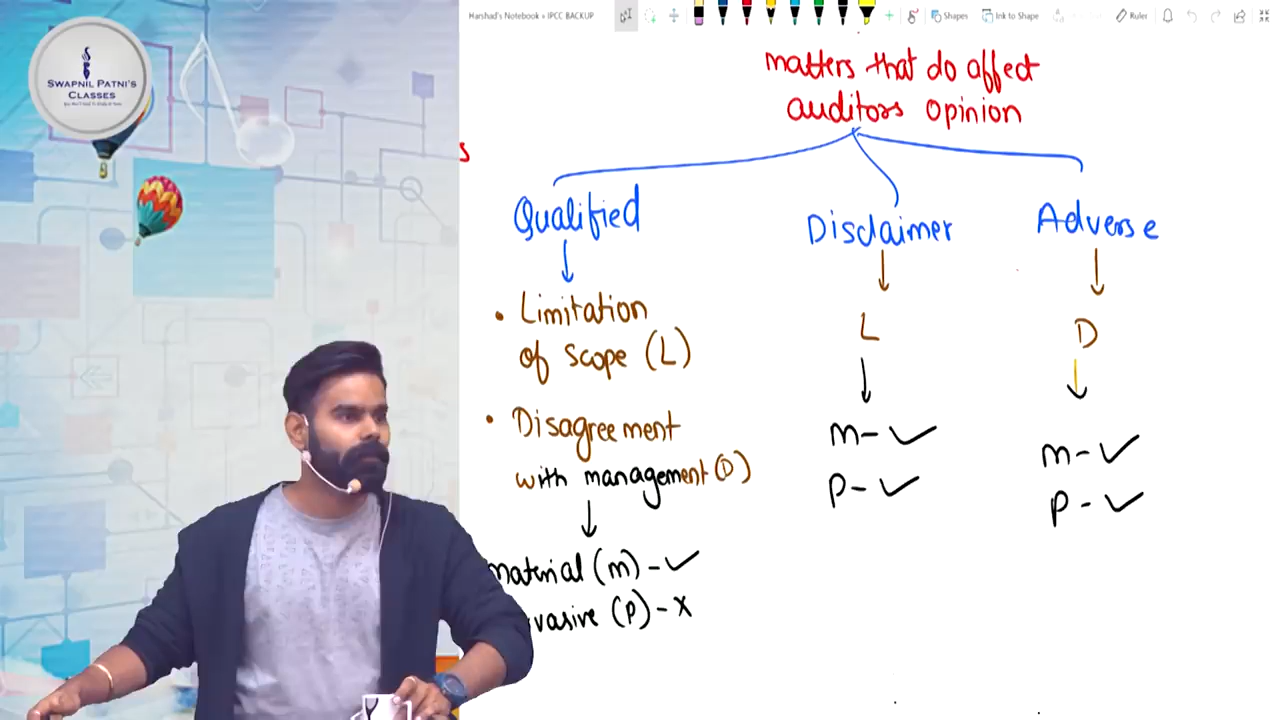 Harshad's Notebook » IPCC BACKUP
Shapes
Ink to Shape
Ruler
SWAPNIL PATNI'S
CLASSES
matters that do affect
auditors opinion
s
Qualified
Disclaimer
Adverse
• Limitation
of scope (L)
L
D
• Disagreement
with management (D)
m- ✓
P- ✓
m- ✓
P- ✓
material (m) - ✓
vasive (P) - x